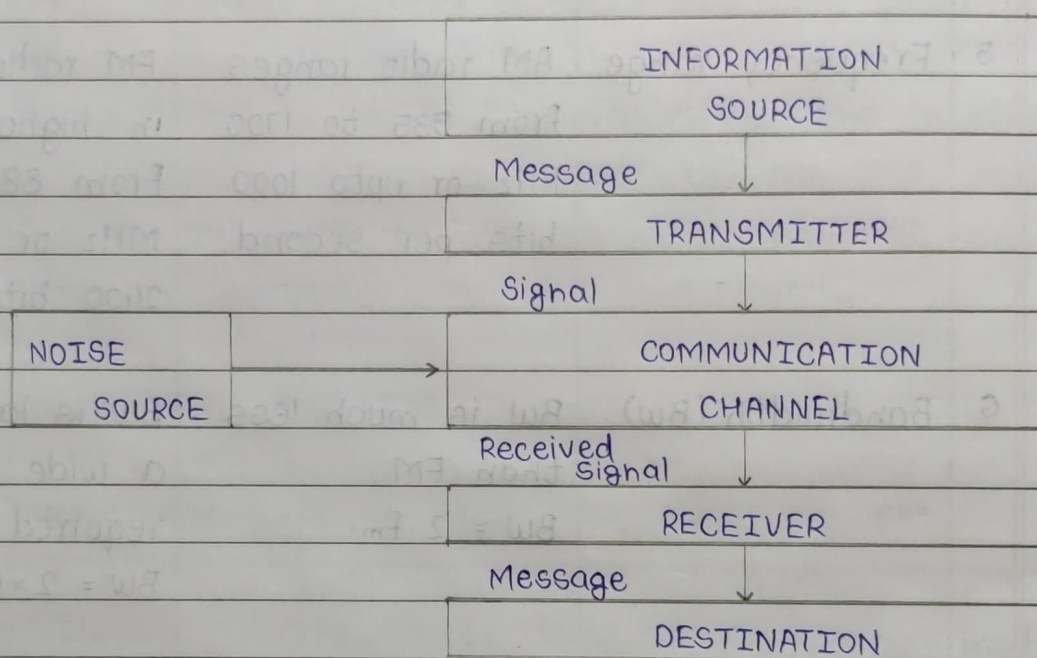 INFORMATION
SOURCE
Message
TRANSMITTER
Signal
NOISE
SOURCE
COMMUNICATION
CHANNEL
Received
Signal
RECEIVER
Message
DESTINATION